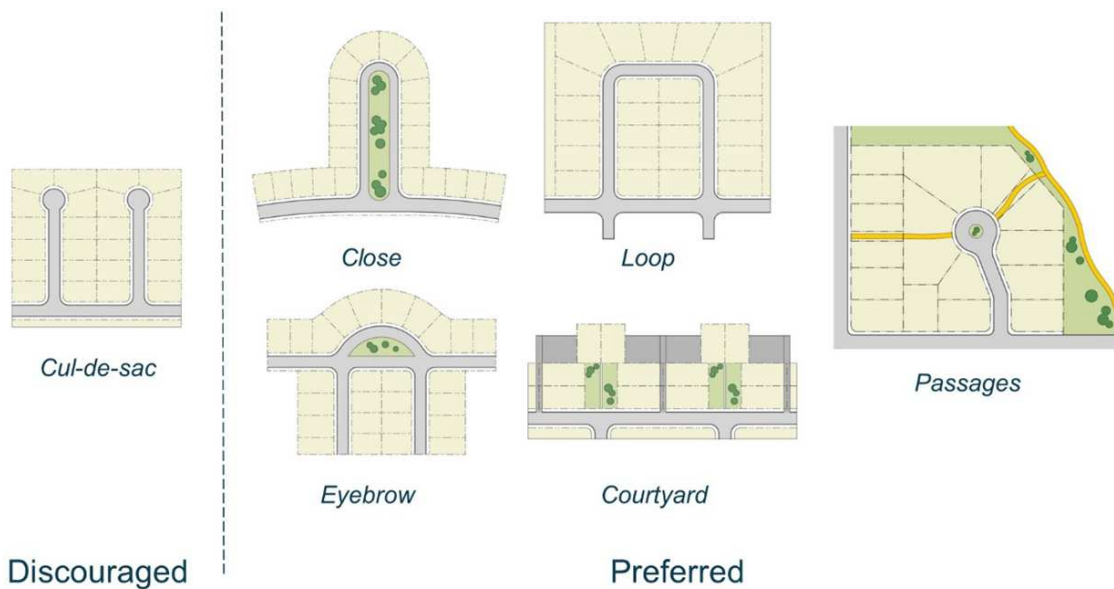 Close
Loop
Cul-de-sac
Passages
Eyebrow
Courtyard
Discouraged
Preferred